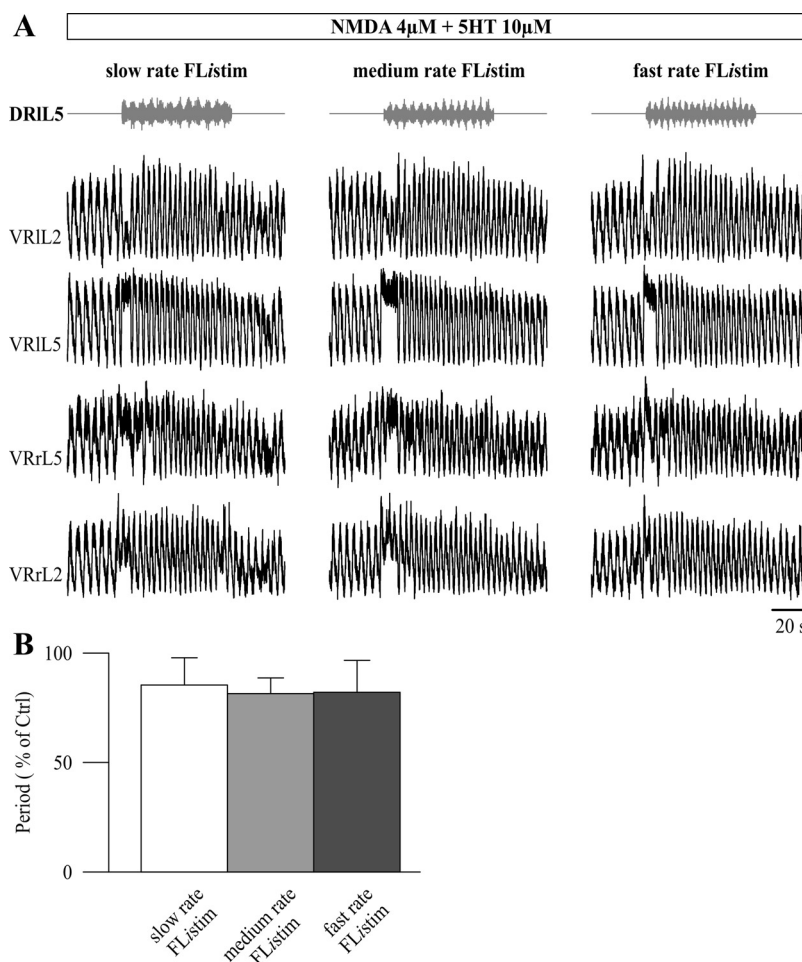 A
NMDA 4µM + 5HT 10µM
slow rate FListim
medium rate FListim
fast rate FListim
DRlL5
VRlL2
VRlL5
VRrL5
VRrL2
20 s
B
100
50
0
Period ( % of Ctrl)
slow rate
FListim
medium rate
FListim
fast rate
FListim